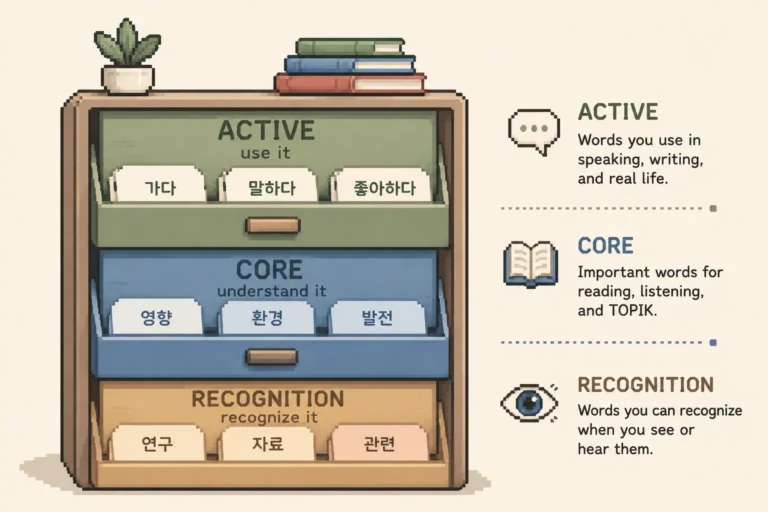 ACTIVE
use it
가다 말하다 좋아하다
CORE
understand it
영향 환경 발전
RECOGNITION
recognize it
연구 자료 관련
ACTIVE
Words you use in
speaking, writing,
and real life.
CORE
Important words for
reading, listening,
and TOPIK.
RECOGNITION
Words you can recognize
when you see or
hear them.